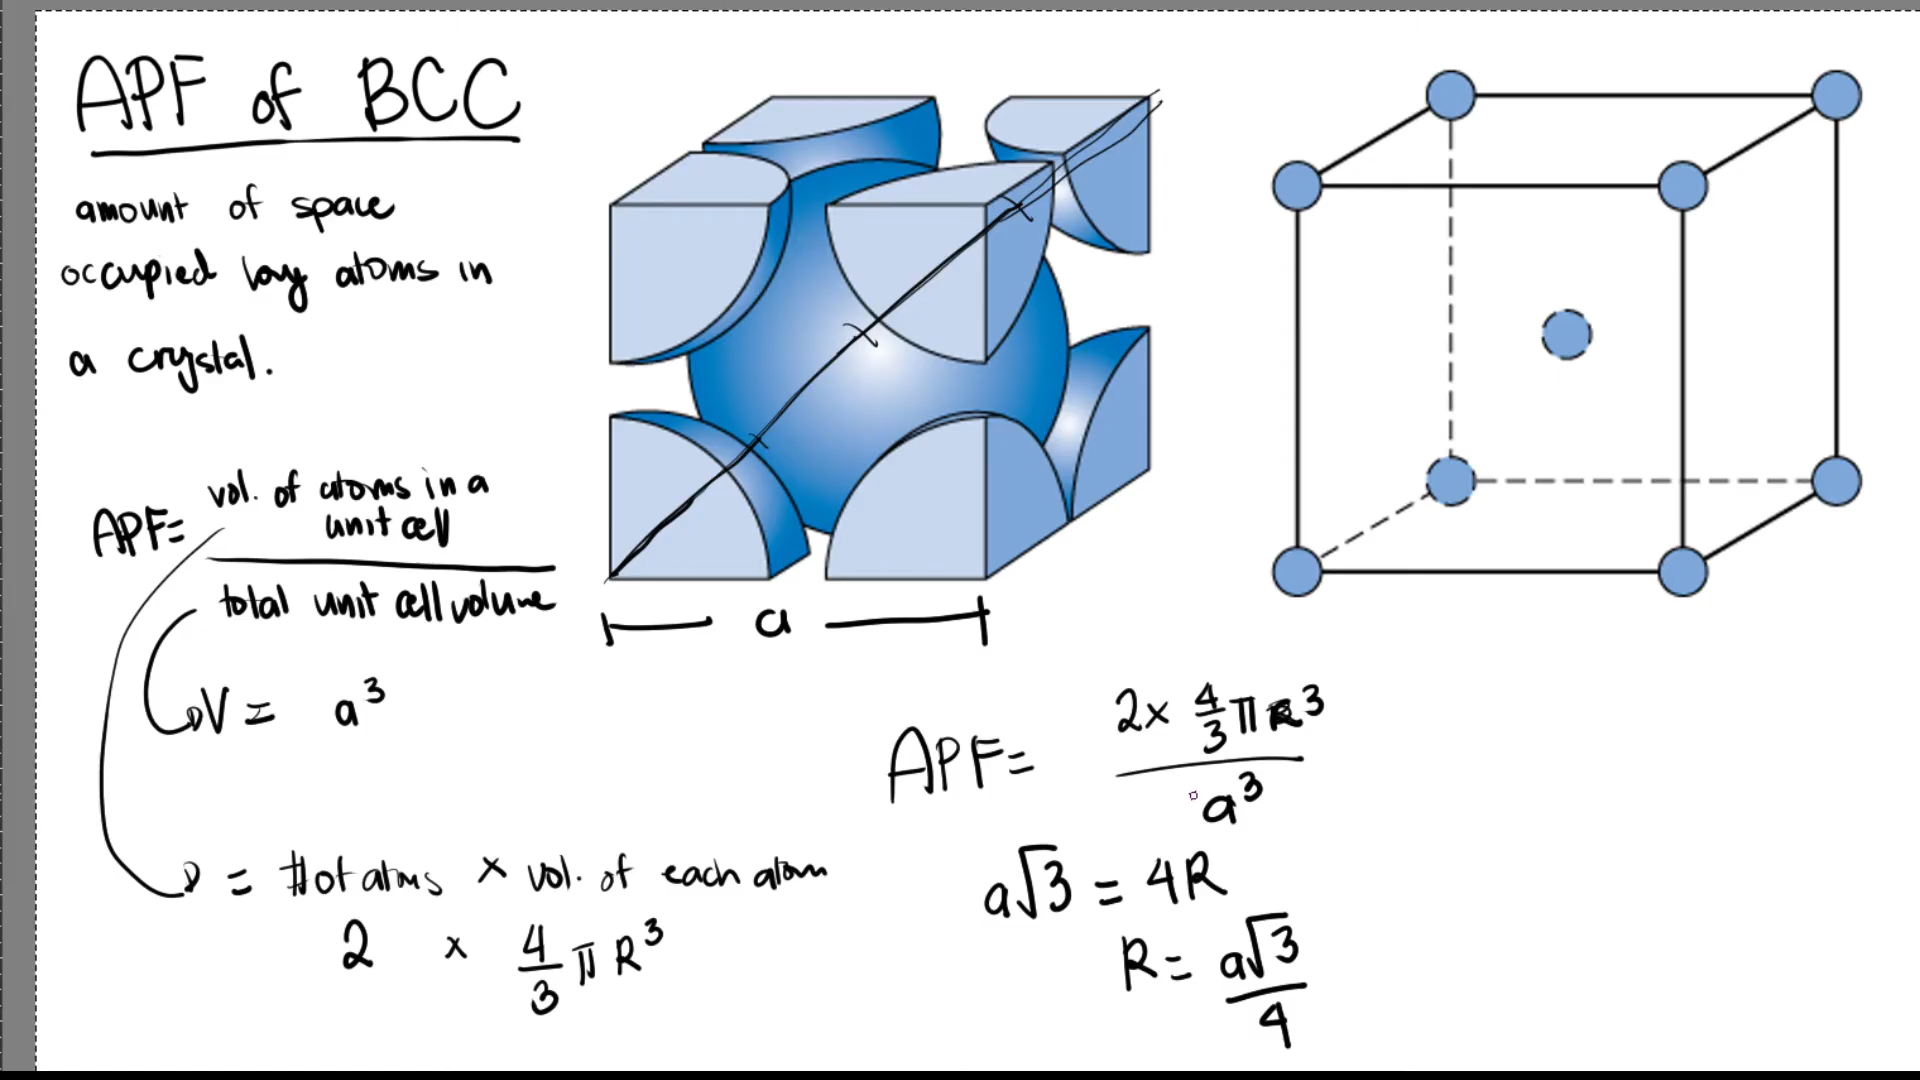 APF of BCC
amount of space
occupied by atoms in
a crystal.
APF = vol. of atoms in a
unit cell
total unit cell volume
V = a³
= # of atoms × vol. of each atom
2 × 4/3 π R³
a
APF = 2 × 4/3 π R³
a³
a√3 = 4R
R = a√3
4